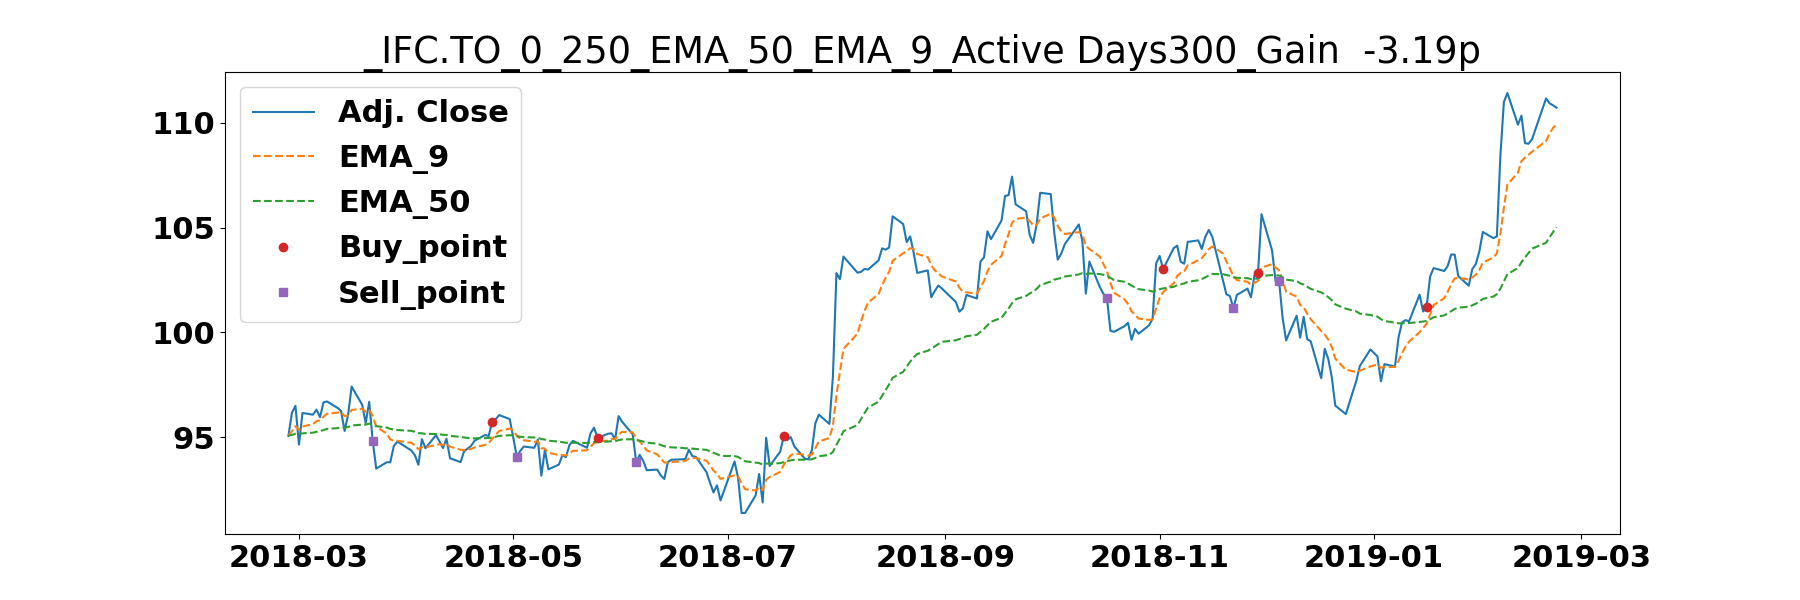 _IFC.TO_0_250_EMA_50_EMA_9_Active Days300_Gain  -3.19p
Adj. Close
EMA_9
EMA_50
Buy_point
Sell_point
110
105
100
95
2018-03 2018-05 2018-07 2018-09 2018-11 2019-01 2019-03